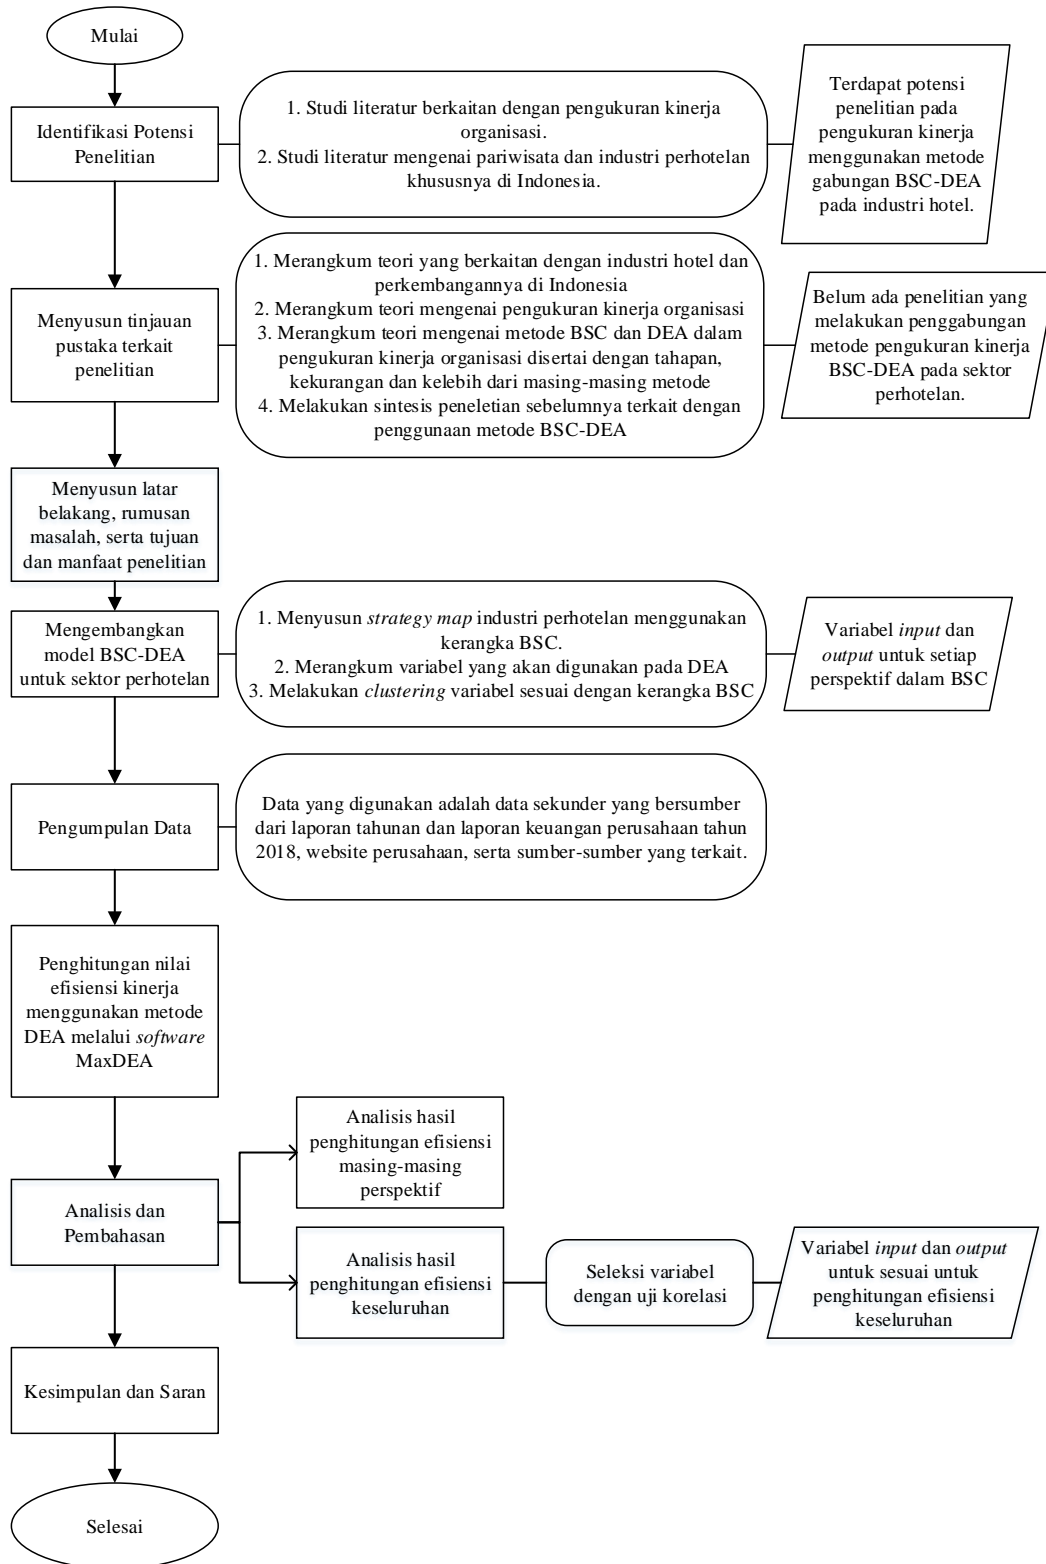 Mulai
Identifikasi Potensi
Penelitian
1. Studi literatur berkaitan dengan pengukuran kinerja
organisasi.
2. Studi literatur mengenai pariwisata dan industri perhotelan
khususnya di Indonesia.
Terdapat potensi
penelitian pada
pengukuran kinerja
menggunakan metode
gabungan BSC-DEA
pada industri hotel.
Menyusun tinjauan
pustaka terkait
penelitian
1. Merangkum teori yang berkaitan dengan industri hotel dan
perkembangannya di Indonesia
2. Merangkum teori mengenai pengukuran kinerja organisasi
3. Merangkum teori mengenai metode BSC dan DEA dalam
pengukuran kinerja organisasi disertai dengan tahapan,
kekurangan dan kelebih dari masing-masing metode
4. Melakukan sintesis peneletian sebelumnya terkait dengan
penggunaan metode BSC-DEA
Belum ada penelitian yang
melakukan penggabungan
metode pengukuran kinerja
BSC-DEA pada sektor
perhotelan.
Menyusun latar
belakang, rumusan
masalah, serta tujuan
dan manfaat penelitian
Mengembangkan
model BSC-DEA
untuk sektor perhotelan
1. Menyusun strategy map industri perhotelan menggunakan
kerangka BSC.
2. Merangkum variabel yang akan digunakan pada DEA
3. Melakukan clustering variabel sesuai dengan kerangka BSC
Variabel input dan
output untuk setiap
perspektif dalam BSC
Pengumpulan Data
Data yang digunakan adalah data sekunder yang bersumber
dari laporan tahunan dan laporan keuangan perusahaan tahun
2018, website perusahaan, serta sumber-sumber yang terkait.
Penghitungan nilai
efisiensi kinerja
menggunakan metode
DEA melalui software
MaxDEA
Analisis dan
Pembahasan
Analisis hasil
penghitungan efisiensi
masing-masing
perspektif
Analisis hasil
penghitungan efisiensi
keseluruhan
Seleksi variabel
dengan uji korelasi
Variabel input dan output
untuk sesuai untuk
penghitungan efisiensi
keseluruhan
Kesimpulan dan Saran
Selesai